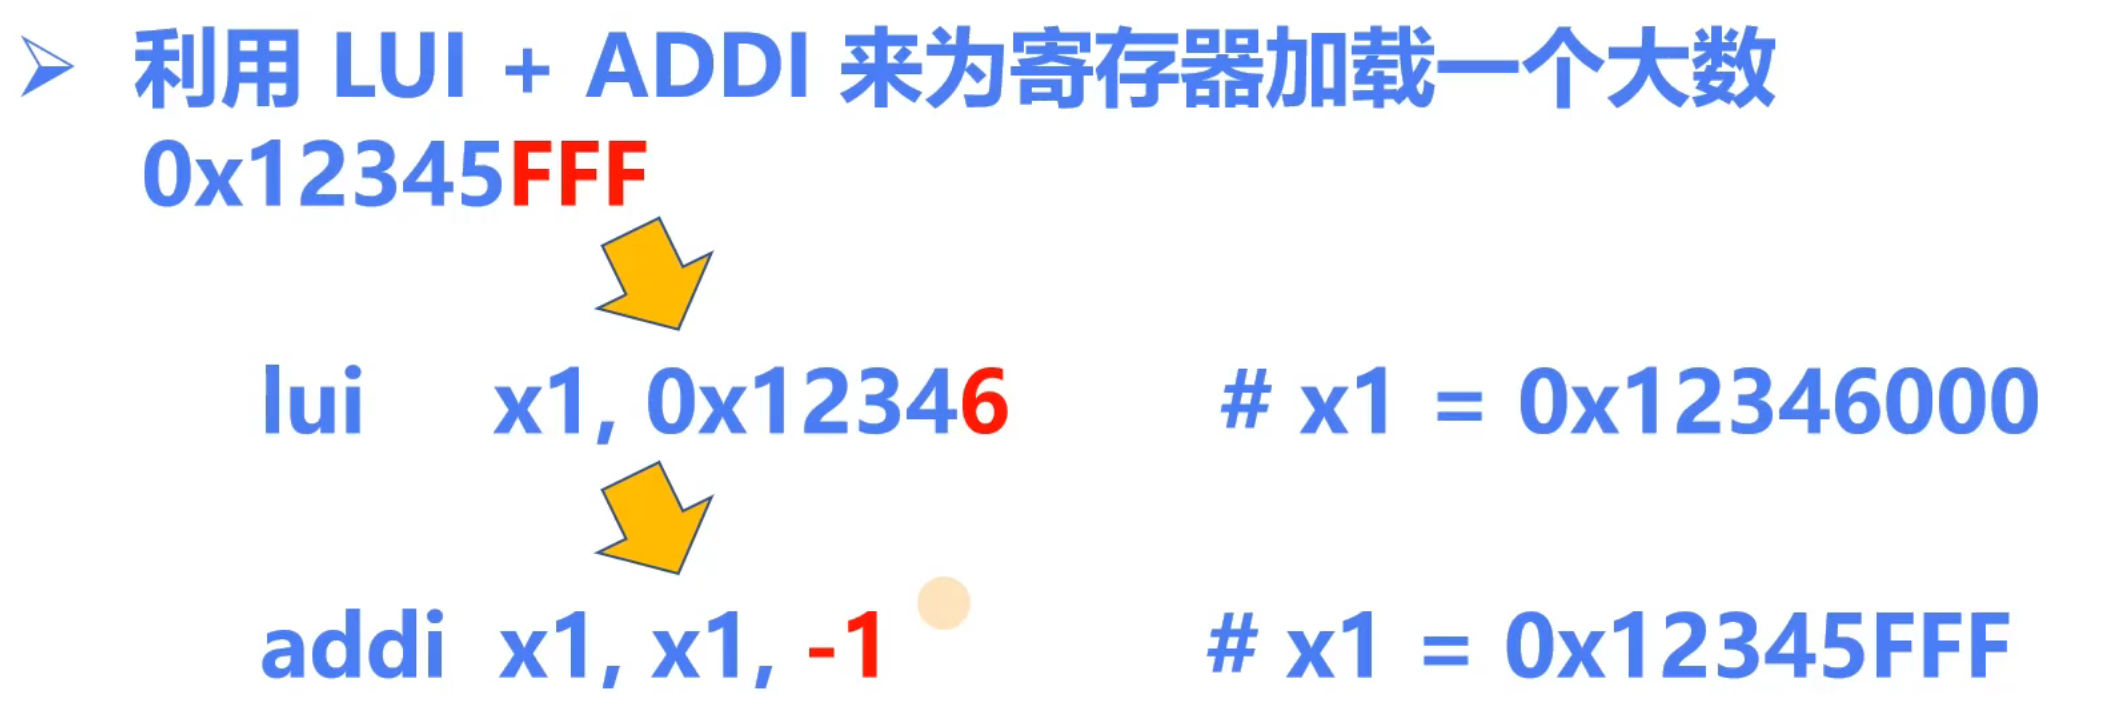 ➢ 利用 LUI + ADDI 来为寄存器加载一个大数
0x12345FFF
lui x1, 0x12346 # x1 = 0x12346000
addi x1, x1, -1 # x1 = 0x12345FFF